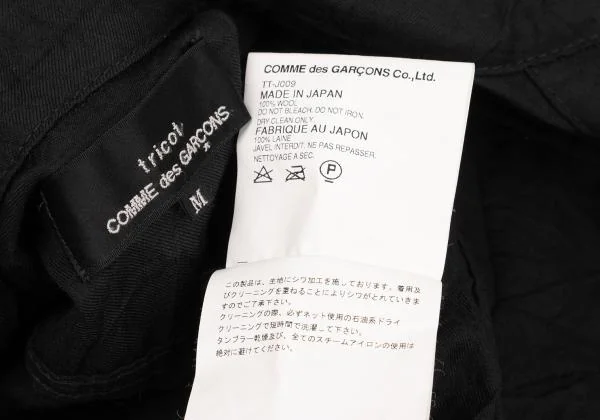 tricot
COMME des GARÇONS
M
COMME des GARÇONS Co.,Ltd.
TT-J009
MADE IN JAPAN
100% WOOL
DO NOT BLEACH. DO NOT IRON.
DRY CLEAN ONLY.
FABRIQUE AU JAPON
100% LAINE
JAVEL INTERDIT. NE PAS REPASSER.
NETTOYAGE A SEC.
P
この製品は、生地にシワ加工を施しております。着用及
びクリーニングを重ねることによりシワがとれていきま
すのでご了承下さい。
クリーニングの際、必ずネット使用の石油系ドライ
クリーニングで短時間で洗濯して下さい。
タンブラー乾燥及び、全てのスチームアイロンの使用は
絶対に避けてください。